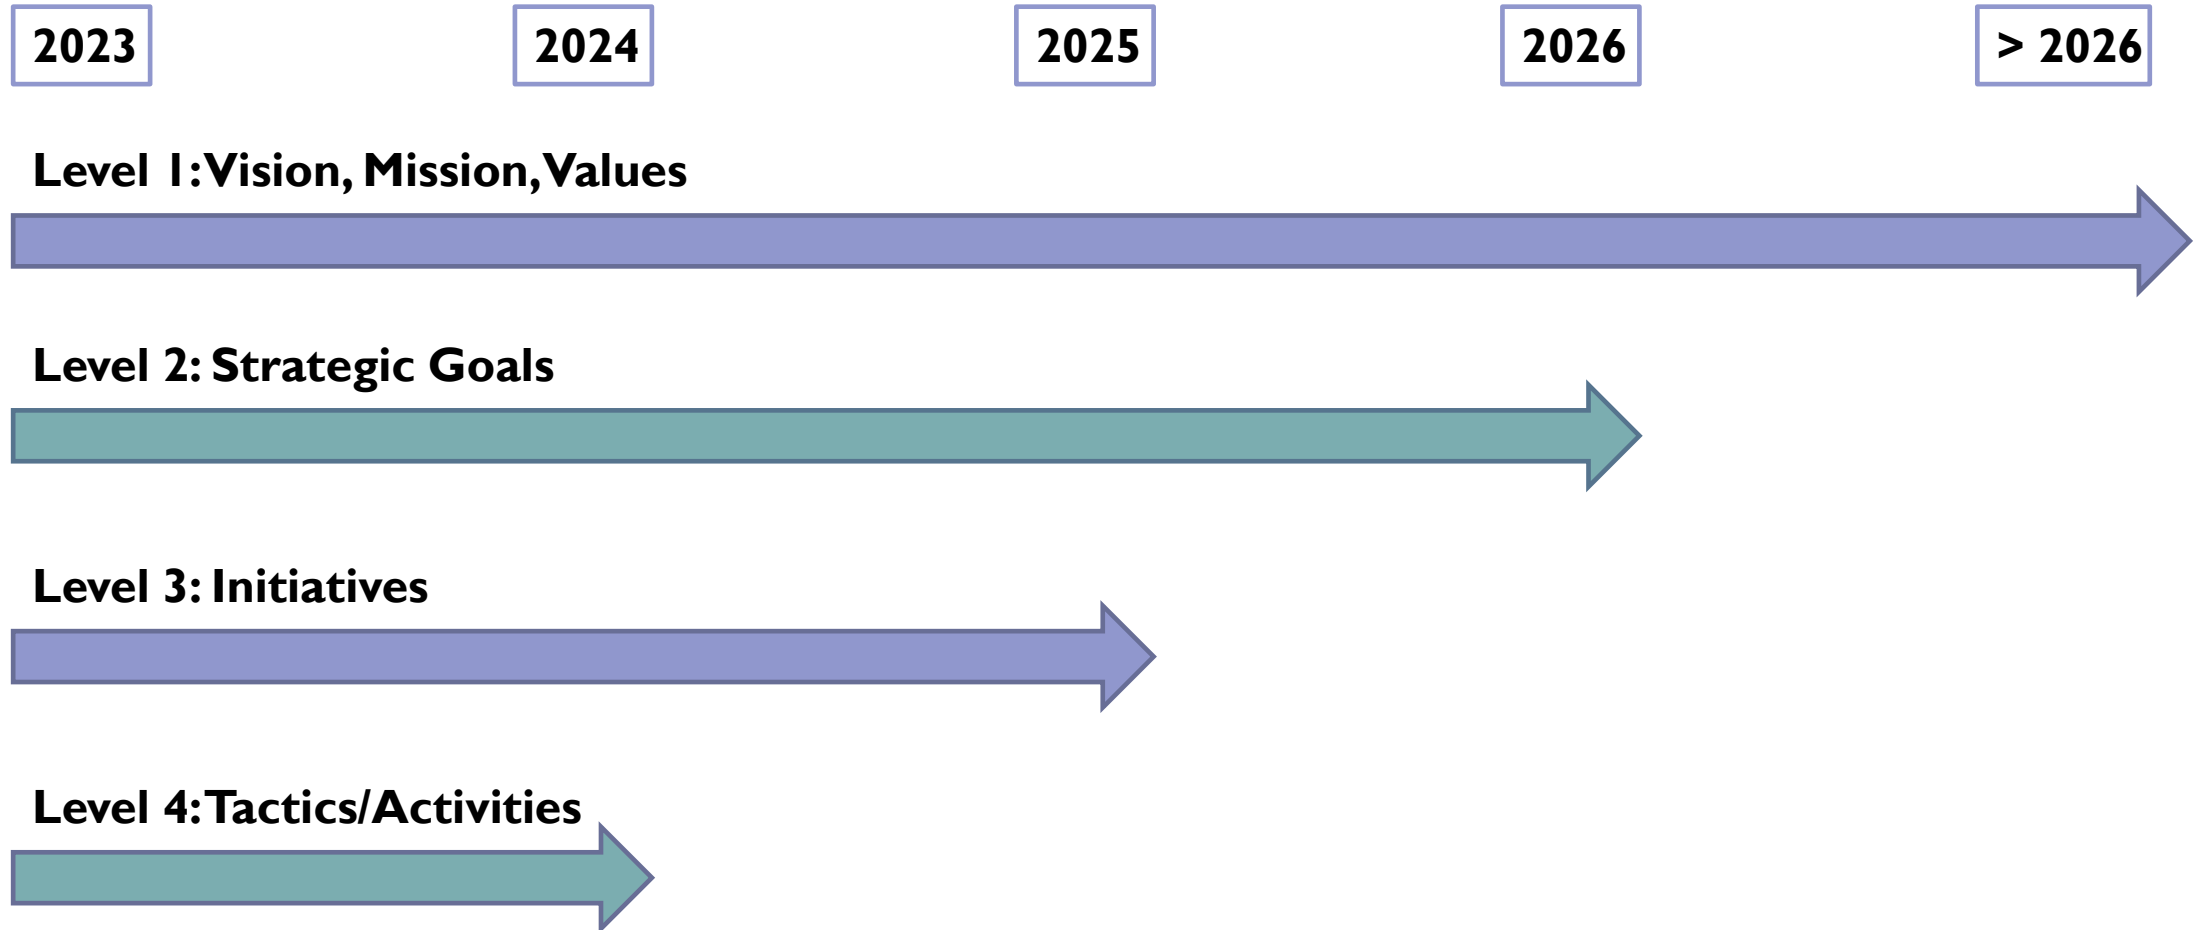 2023 2024 2025 2026 > 2026
Level 1: Vision, Mission, Values
Level 2: Strategic Goals
Level 3: Initiatives
Level 4: Tactics/Activities